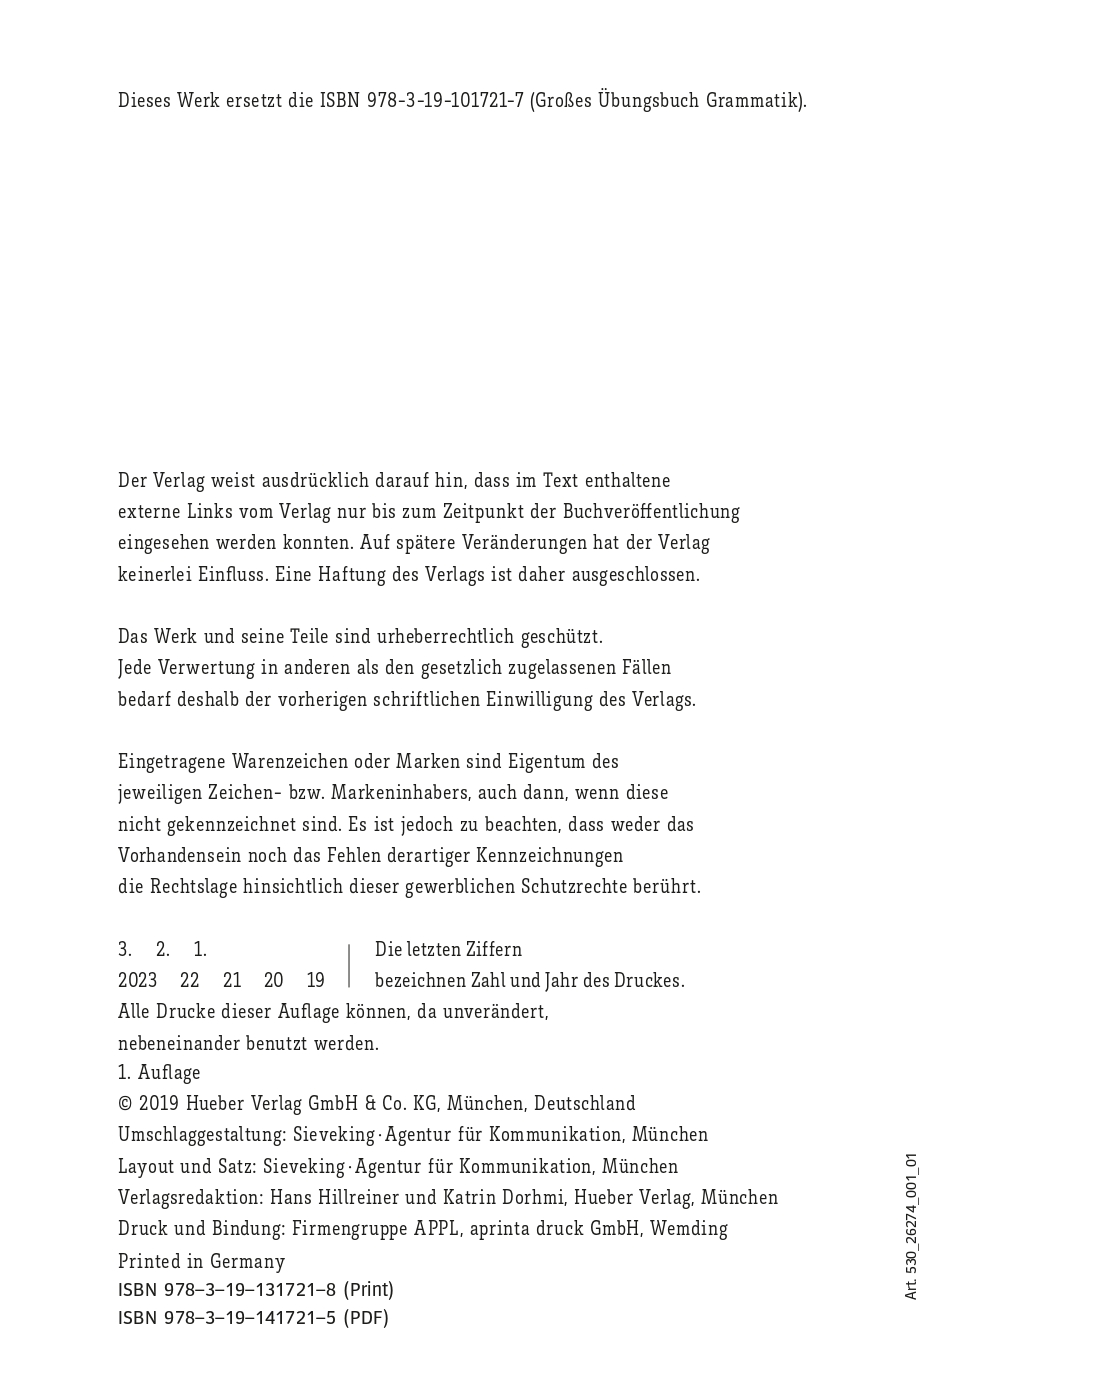 Dieses Werk ersetzt die ISBN 978-3-19-101721-7 (Großes Übungsbuch Grammatik).
Der Verlag weist ausdrücklich darauf hin, dass im Text enthaltene
externe Links vom Verlag nur bis zum Zeitpunkt der Buchveröffentlichung
eingesehen werden konnten. Auf spätere Veränderungen hat der Verlag
keinerlei Einfluss. Eine Haftung des Verlags ist daher ausgeschlossen.
Das Werk und seine Teile sind urheberrechtlich geschützt.
Jede Verwertung in anderen als den gesetzlich zugelassenen Fällen
bedarf deshalb der vorherigen schriftlichen Einwilligung des Verlags.
Eingetragene Warenzeichen oder Marken sind Eigentum des
jeweiligen Zeichen- bzw. Markeninhabers, auch dann, wenn diese
nicht gekennzeichnet sind. Es ist jedoch zu beachten, dass weder das
Vorhandensein noch das Fehlen derartiger Kennzeichnungen
die Rechtslage hinsichtlich dieser gewerblichen Schutzrechte berührt.
3. 2. 1. Die letzten Ziffern
2023 22 21 20 19 bezeichnen Zahl und Jahr des Druckes.
Alle Drucke dieser Auflage können, da unverändert,
nebeneinander benutzt werden.
1. Auflage
© 2019 Hueber Verlag GmbH & Co. KG, München, Deutschland
Umschlaggestaltung: Sieveking · Agentur für Kommunikation, München
Layout und Satz: Sieveking · Agentur für Kommunikation, München
Verlagsredaktion: Hans Hillreiner und Katrin Dorhmi, Hueber Verlag, München
Druck und Bindung: Firmengruppe APPL, aprinta druck GmbH, Wemding
Printed in Germany
ISBN 978–3–19–131721–8 (Print)
ISBN 978–3–19–141721–5 (PDF)
Art. 530_26274_001_01